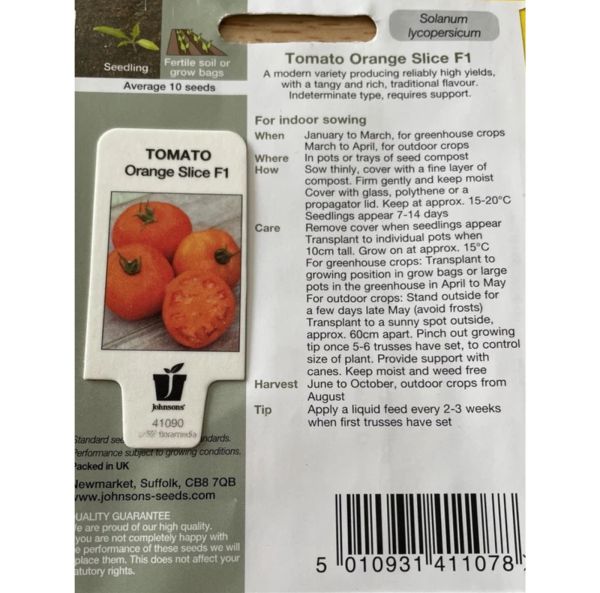 Solanum
lycopersicum
Seedling
Fertile soil or
grow bags
Average 10 seeds
TOMATO
Orange Slice F1
Johnsons
41090
floramedia
Standard
ndards.
Performance subject to growing conditions.
Packed in UK
Newmarket, Suffolk, CB8 7QB
www.johnsons-seeds.com
QUALITY GUARANTEE
are proud of our high quality.
you are not completely happy with
performance of these seeds we will
place them. This does not affect your
atutory rights.
Tomato Orange Slice F1
A modern variety producing reliably high yields,
with a tangy and rich, traditional flavour.
Indeterminate type, requires support.
For indoor sowing
When January to March, for greenhouse crops
March to April, for outdoor crops
Where In pots or trays of seed compost
How Sow thinly, cover with a fine layer of
compost. Firm gently and keep moist
Cover with glass, polythene or a
propagator lid. Keep at approx. 15-20°C
Seedlings appear 7-14 days
Care Remove cover when seedlings appear
Transplant to individual pots when
10cm tall. Grow on at approx. 15°C
For greenhouse crops: Transplant to
growing position in grow bags or large
pots in the greenhouse in April to May
For outdoor crops: Stand outside for
a few days late May (avoid frosts)
Transplant to a sunny spot outside,
approx. 60cm apart. Pinch out growing
tip once 5-6 trusses have set, to control
size of plant. Provide support with
canes. Keep moist and weed free
Harvest June to October, outdoor crops from
August
Tip Apply a liquid feed every 2-3 weeks
when first trusses have set
5 010931 411078